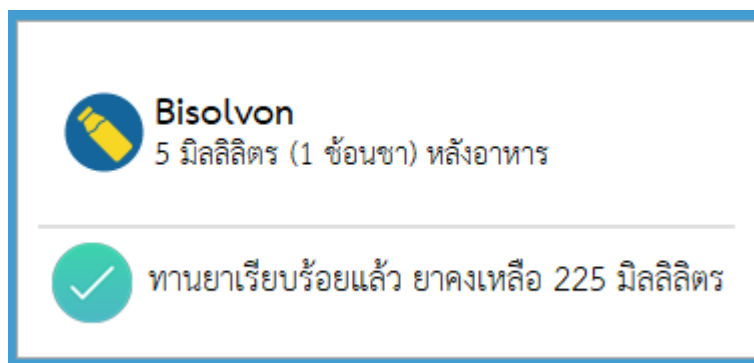 Bisolvon
5 มิลลิลิตร (1 ช้อนชา) หลังอาหาร
ทานยาเรียบร้อยแล้ว ยาคงเหลือ 225 มิลลิลิตร